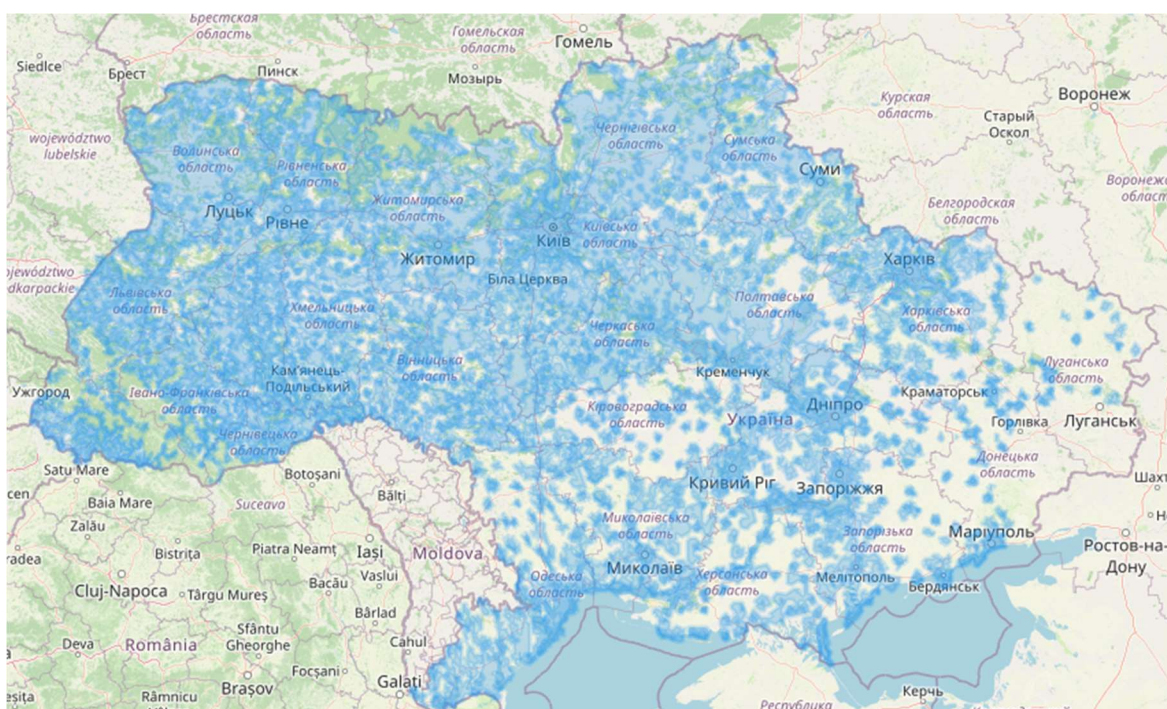 Брестская
область
Гомельская
область
Гомель
Siedlce
Брест
Пинск
Мозырь
Курская
область
Воронеж
Старый
Оскол
województwo
lubelskie
Волинська
область
Рівненська
область
Чернігівська
область
Сумська
область
Суми
Луцьк
Рівне
Житомирська
область
Київ
Київська
область
Белгородская
область
Житомир
Біла Церква
Харків
Львівська
область
Хмельницька
область
Черкаська
область
Полтавська
область
Харківська
область
Вінницька
область
Кам'янець-
Подільський
Кременчук
Луганська
область
Ужгород
Івано-Франківська
область
Кіровоградська
область
Україна
Дніпро
Краматорськ
Горлівка
Луганськ
Чернівецька
область
Донецька
область
Satu Mare
Botoșani
Baia Mare
Suceava
Bălți
Кривий Ріг
Запоріжжя
Zalău
Bistrița
Piatra Neamț
Iași
Moldova
Миколаївська
область
Запорізька
область
Маріуполь
Ростов-на-
Дону
Cluj-Napoca
Târgu Mureș
Bacău
Vaslui
Одеська
область
Миколаїв
Херсонська
область
Мелітополь
Бердянськ
Bârlad
Deva
România
Sfântu
Gheorghe
Cahul
Focșani
Brașov
Galați
Râmnicu
Керчь
Республика